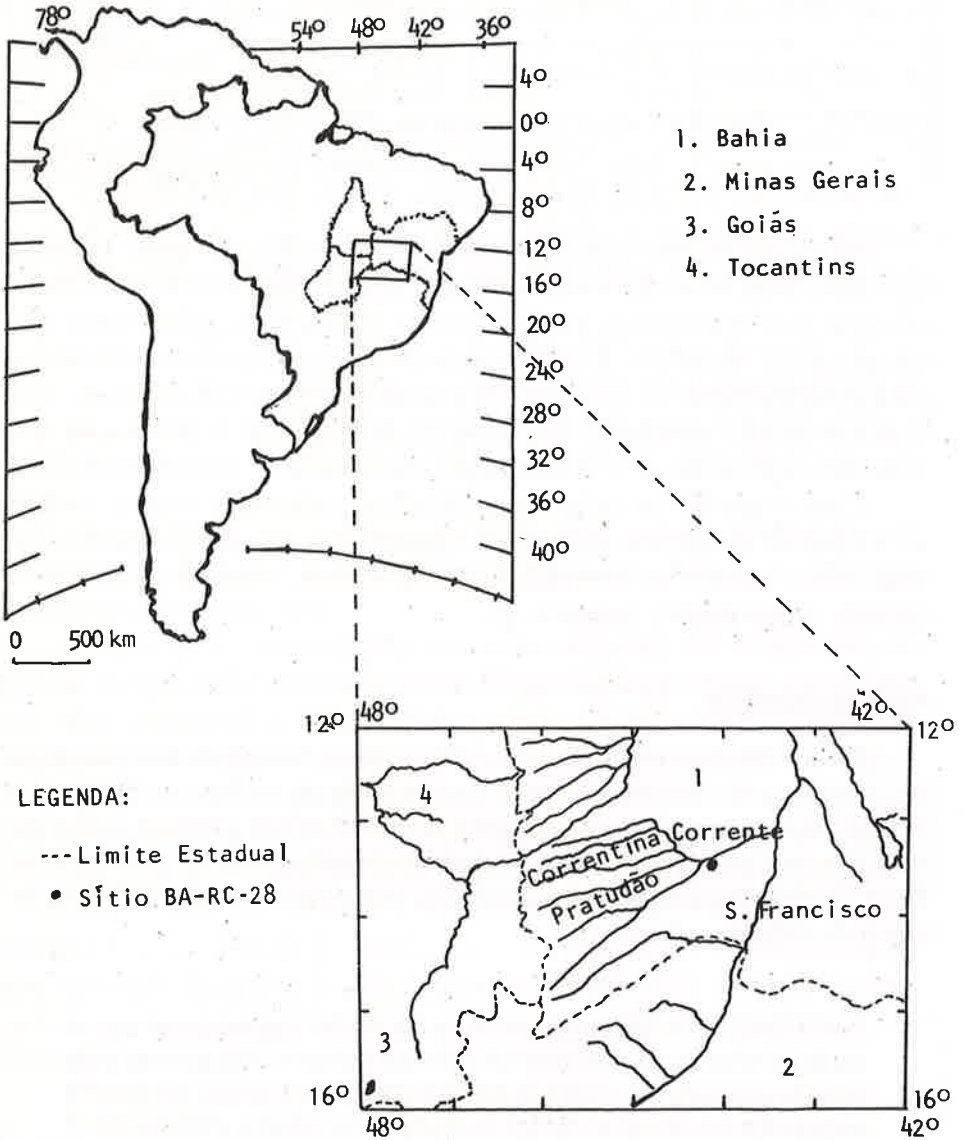 78º
54º 48º 42º 36º
4º
0º
4º
8º
12º
16º
20º
24º
28º
32º
36º
40º
1. Bahia
2. Minas Gerais
3. Goiás
4. Tocantins
0 500 km
12º 48º 42º 12º
LEGENDA:
--- Limite Estadual
• Sítio BA-RC-28
4
1
Correntina Corrente
Pratudão
S. Francisco
3
2
16º 16º
48º 42º